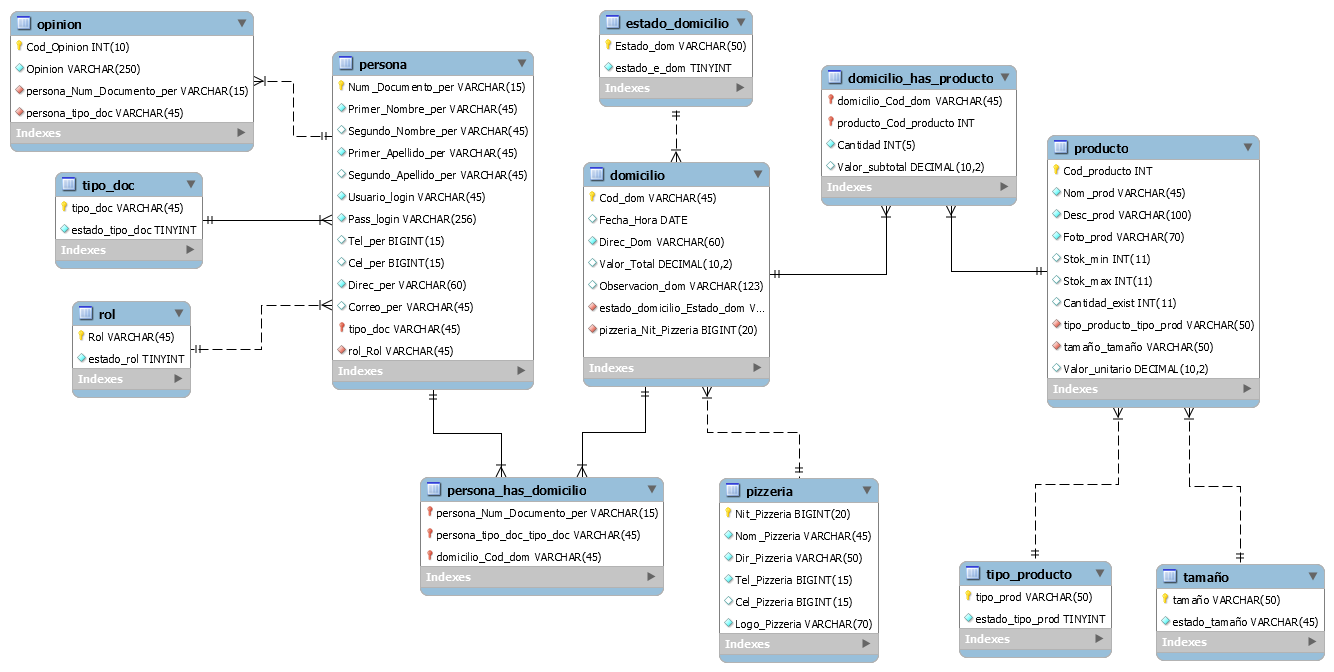 opinion
Cod_Opinion INT(10)
Opinion VARCHAR(250)
persona_Num_Documento_per VARCHAR(15)
persona_tipo_doc VARCHAR(45)
Indexes
tipo_doc
tipo_doc VARCHAR(45)
estado_tipo_doc TINYINT
Indexes
rol
Rol VARCHAR(45)
estado_rol TINYINT
Indexes
persona
Num_Documento_per VARCHAR(15)
Primer_Nombre_per VARCHAR(45)
Segundo_Nombre_per VARCHAR(45)
Primer_Apellido_per VARCHAR(45)
Segundo_Apellido_per VARCHAR(45)
Usuario_login VARCHAR(45)
Pass_login VARCHAR(256)
Tel_per BIGINT(15)
Cel_per BIGINT(15)
Direc_per VARCHAR(60)
Correo_per VARCHAR(45)
tipo_doc VARCHAR(45)
rol_Rol VARCHAR(45)
Indexes
persona_has_domicilio
persona_Num_Documento_per VARCHAR(15)
persona_tipo_doc_tipo_doc VARCHAR(45)
domicilio_Cod_dom VARCHAR(45)
Indexes
estado_domicilio
Estado_dom VARCHAR(50)
estado_e_dom TINYINT
Indexes
domicilio
Cod_dom VARCHAR(45)
Fecha_Hora DATE
Direc_Dom VARCHAR(60)
Valor_Total DECIMAL(10,2)
Observacion_dom VARCHAR(123)
estado_domicilio_Estado_dom V...
pizzeria_Nit_Pizzeria BIGINT(20)
Indexes
pizzeria
Nit_Pizzeria BIGINT(20)
Nom_Pizzeria VARCHAR(45)
Dir_Pizzeria VARCHAR(50)
Tel_Pizzeria BIGINT(15)
Cel_Pizzeria BIGINT(15)
Logo_Pizzeria VARCHAR(70)
Indexes
domicilio_has_producto
domicilio_Cod_dom VARCHAR(45)
producto_Cod_producto INT
Cantidad INT(5)
Valor_subtotal DECIMAL(10,2)
Indexes
producto
Cod_producto INT
Nom_prod VARCHAR(45)
Desc_prod VARCHAR(100)
Foto_prod VARCHAR(70)
Stok_min INT(11)
Stok_max INT(11)
Cantidad_exist INT(11)
tipo_producto_tipo_prod VARCHAR(50)
tamaño_tamaño VARCHAR(50)
Valor_unitario DECIMAL(10,2)
Indexes
tipo_producto
tipo_prod VARCHAR(50)
estado_tipo_prod TINYINT
Indexes
tamaño
tamaño VARCHAR(50)
estado_tamaño VARCHAR(45)
Indexes